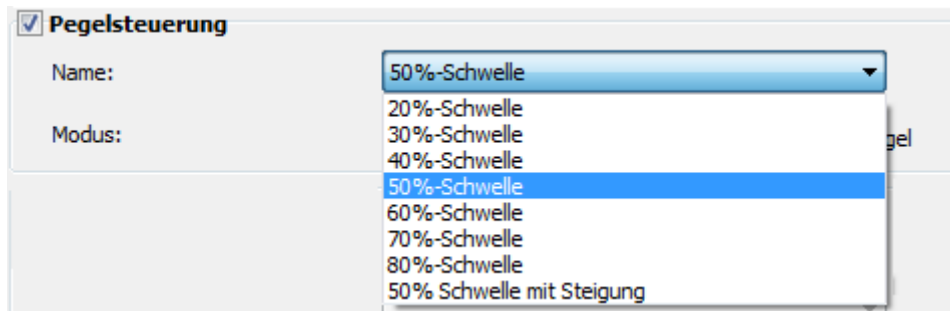 Pegelsteuerung
Name: 50%-Schwelle
20%-Schwelle
30%-Schwelle
Modus: gel
40%-Schwelle
50%-Schwelle
60%-Schwelle
70%-Schwelle
80%-Schwelle
50% Schwelle mit Steigung